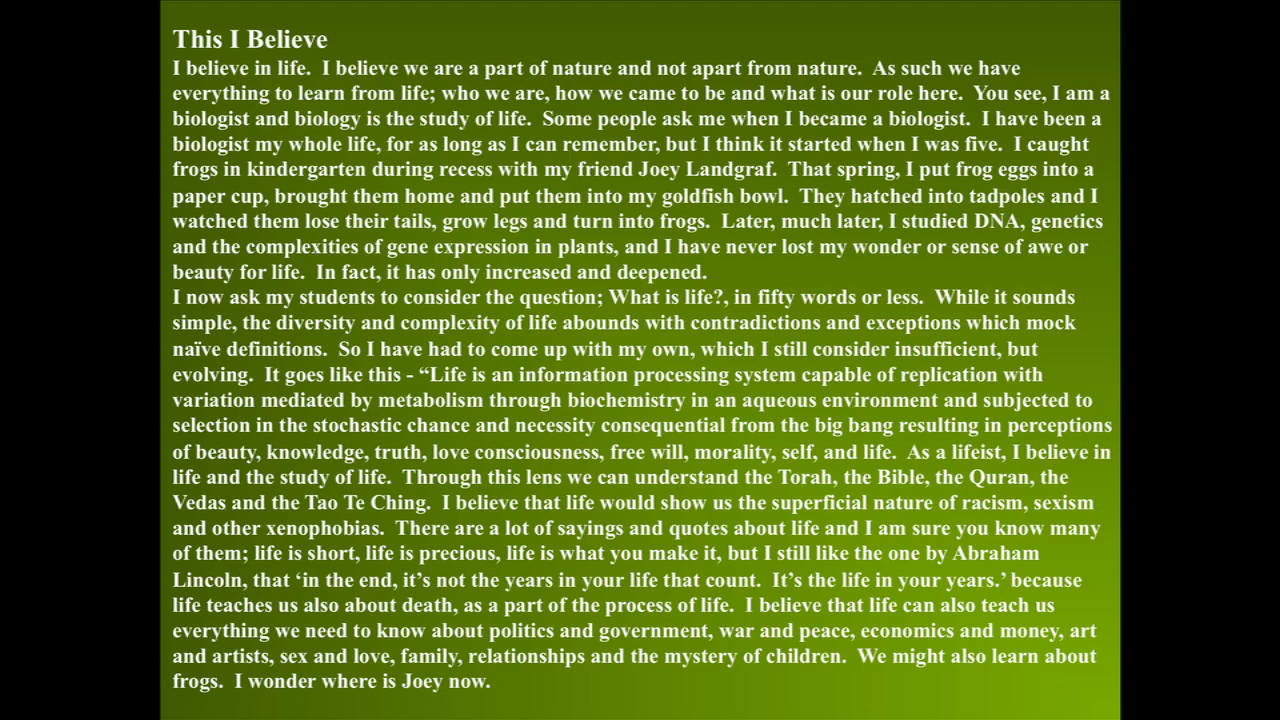 This I Believe
I believe in life.  I believe we are a part of nature and not apart from nature.  As such we have
everything to learn from life; who we are, how we came to be and what is our role here.  You see, I am a
biologist and biology is the study of life.  Some people ask me when I became a biologist.  I have been a
biologist my whole life, for as long as I can remember, but I think it started when I was five.  I caught
frogs in kindergarten during recess with my friend Joey Landgraf.  That spring, I put frog eggs into a
paper cup, brought them home and put them into my goldfish bowl.  They hatched into tadpoles and I
watched them lose their tails, grow legs and turn into frogs.  Later, much later, I studied DNA, genetics
and the complexities of gene expression in plants, and I have never lost my wonder or sense of awe or
beauty for life.  In fact, it has only increased and deepened.
I now ask my students to consider the question; What is life?, in fifty words or less.  While it sounds
simple, the diversity and complexity of life abounds with contradictions and exceptions which mock
naïve definitions.  So I have had to come up with my own, which I still consider insufficient, but
evolving.  It goes like this - “Life is an information processing system capable of replication with
variation mediated by metabolism through biochemistry in an aqueous environment and subjected to
selection in the stochastic chance and necessity consequential from the big bang resulting in perceptions
of beauty, knowledge, truth, love consciousness, free will, morality, self, and life.  As a lifeist, I believe in
life and the study of life.  Through this lens we can understand the Torah, the Bible, the Quran, the
Vedas and the Tao Te Ching.  I believe that life would show us the superficial nature of racism, sexism
and other xenophobias.  There are a lot of sayings and quotes about life and I am sure you know many
of them; life is short, life is precious, life is what you make it, but I still like the one by Abraham
Lincoln, that ‘in the end, it’s not the years in your life that count.  It’s the life in your years.’ because
life teaches us also about death, as a part of the process of life.  I believe that life can also teach us
everything we need to know about politics and government, war and peace, economics and money, art
and artists, sex and love, family, relationships and the mystery of children.  We might also learn about
frogs.  I wonder where is Joey now.